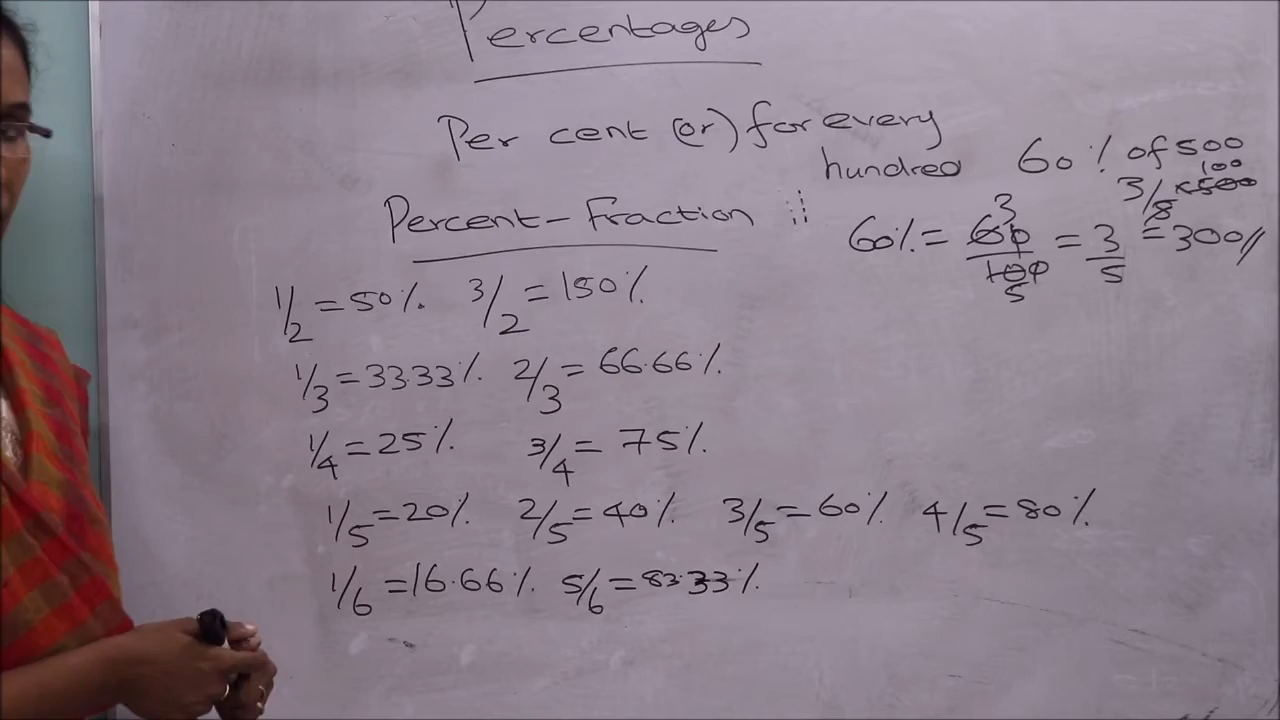 Percentages
Per cent (or) for every
hundred
60% of 500
3/5 × 500 100
Percent-Fraction ::
60% = 60/100 3 5 = 3/5 = 300//
1/2 = 50% 3/2 = 150%
1/3 = 33.33% 2/3 = 66.66%
1/4 = 25% 3/4 = 75%
1/5 = 20% 2/5 = 40% 3/5 = 60% 4/5 = 80%
1/6 = 16.66% 5/6 = 83.33%